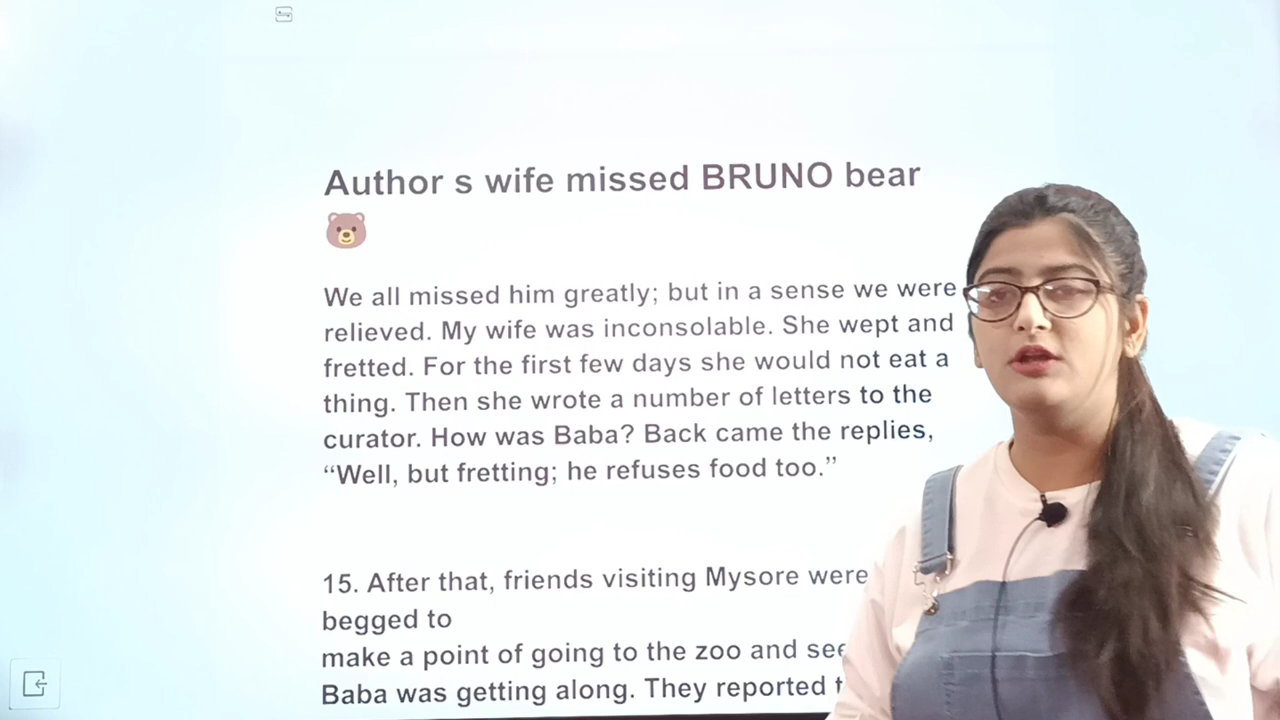 Author s wife missed BRUNO bear
We all missed him greatly; but in a sense we were
relieved. My wife was inconsolable. She wept and
fretted. For the first few days she would not eat a
thing. Then she wrote a number of letters to the
curator. How was Baba? Back came the replies,
“Well, but fretting; he refuses food too.”
15. After that, friends visiting Mysore were
begged to
make a point of going to the zoo and see
Baba was getting along. They reported